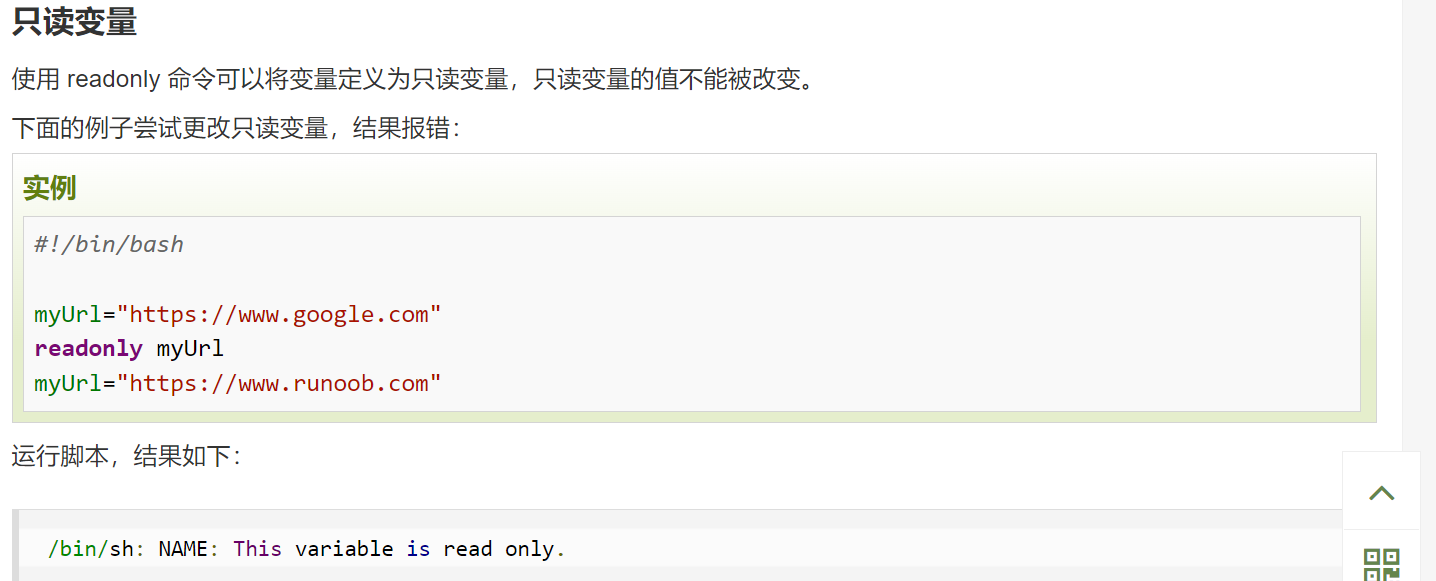 只读变量
使用 readonly 命令可以将变量定义为只读变量，只读变量的值不能被改变。
下面的例子尝试更改只读变量，结果报错：
实例
#!/bin/bash
myUrl="https://www.google.com"
readonly myUrl
myUrl="https://www.runoob.com"
运行脚本，结果如下：
/bin/sh: NAME: This variable is read only.